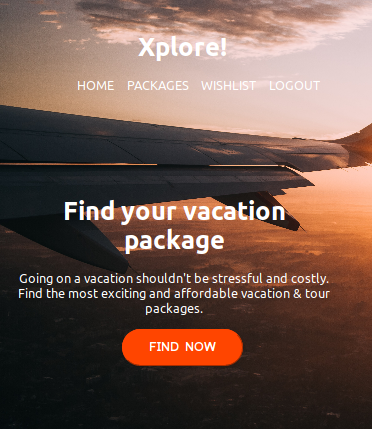 Xplore!
HOME PACKAGES WISHLIST LOGOUT
Find your vacation
package
Going on a vacation shouldn't be stressful and costly.
Find the most exciting and affordable vacation & tour
packages.
FIND NOW